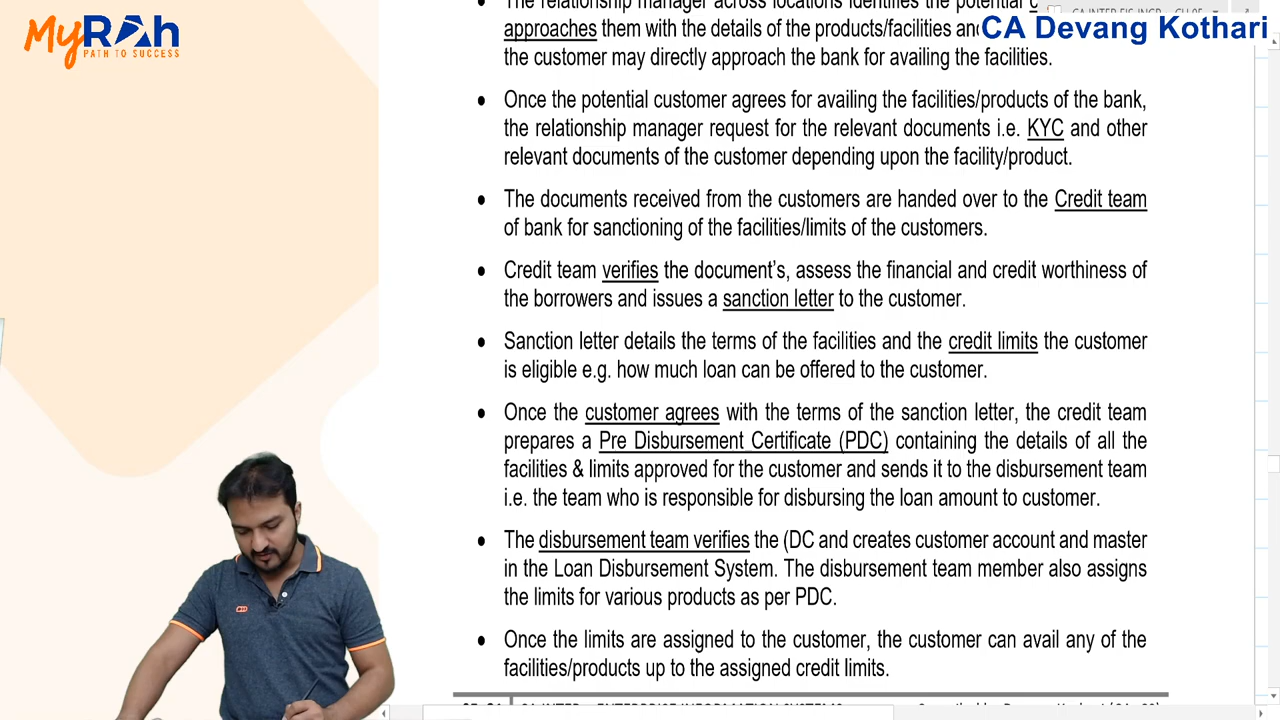 MyRAh
PATH TO SUCCESS
CA Devang Kothari
The relationship manager across locations identifies the potential
approaches them with the details of the products/facilities and
the customer may directly approach the bank for availing the facilities.
• Once the potential customer agrees for availing the facilities/products of the bank,
the relationship manager request for the relevant documents i.e. KYC and other
relevant documents of the customer depending upon the facility/product.
• The documents received from the customers are handed over to the Credit team
of bank for sanctioning of the facilities/limits of the customers.
• Credit team verifies the document's, assess the financial and credit worthiness of
the borrowers and issues a sanction letter to the customer.
• Sanction letter details the terms of the facilities and the credit limits the customer
is eligible e.g. how much loan can be offered to the customer.
• Once the customer agrees with the terms of the sanction letter, the credit team
prepares a Pre Disbursement Certificate (PDC) containing the details of all the
facilities & limits approved for the customer and sends it to the disbursement team
i.e. the team who is responsible for disbursing the loan amount to customer.
• The disbursement team verifies the (DC and creates customer account and master
in the Loan Disbursement System. The disbursement team member also assigns
the limits for various products as per PDC.
• Once the limits are assigned to the customer, the customer can avail any of the
facilities/products up to the assigned credit limits.